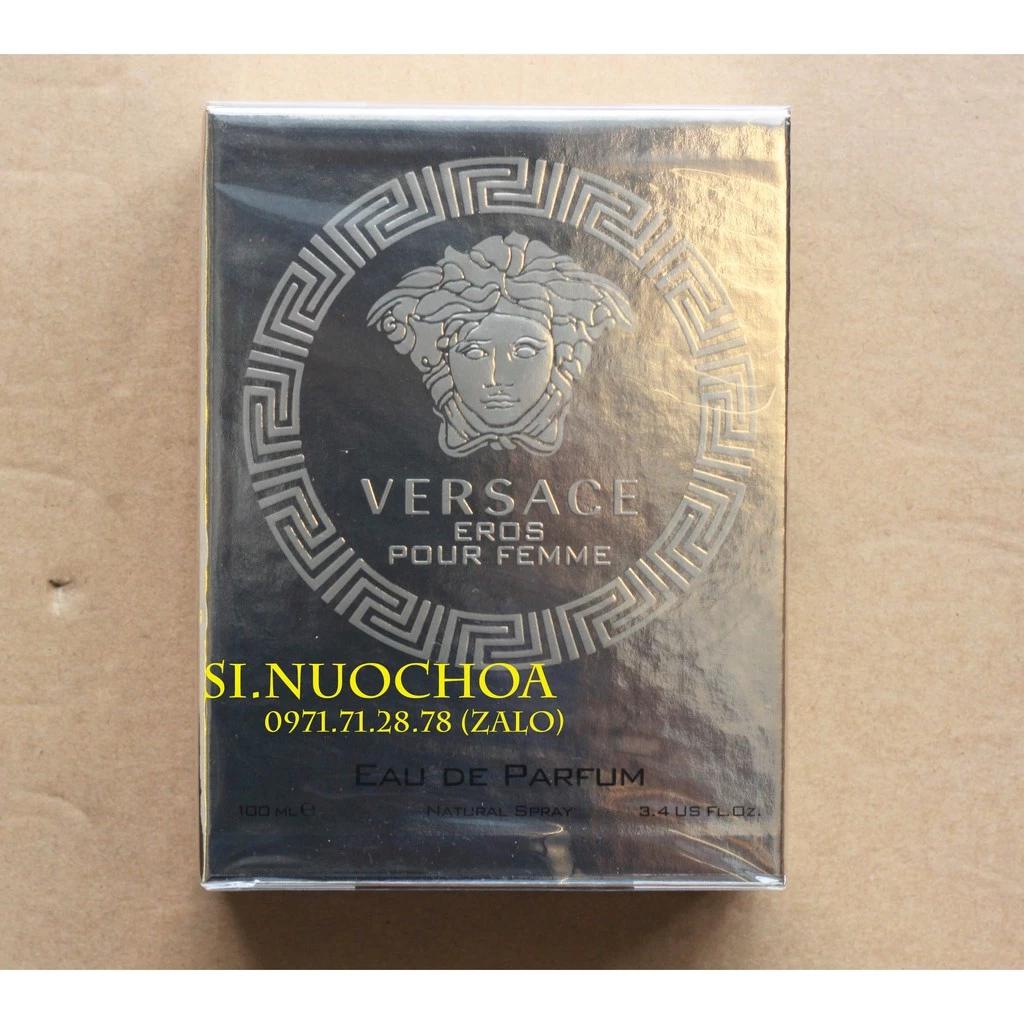 VERSACE
EROS
POUR FEMME
SI.NUOCHOA
0971.71.28.78 (ZALO)
EAU DE PARFUM
100 ML ℮ NATURAL SPRAY 3.4 US FL.OZ.